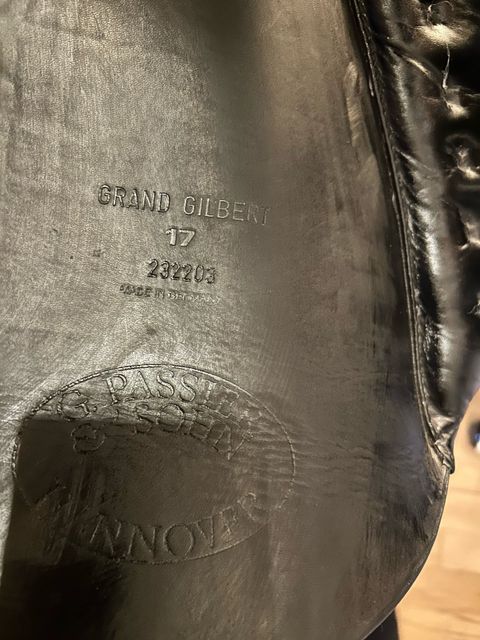 GRAND GILBERT
17
232203
MADE IN GERMANY
PASSIER
& SOHN
HANNOVER